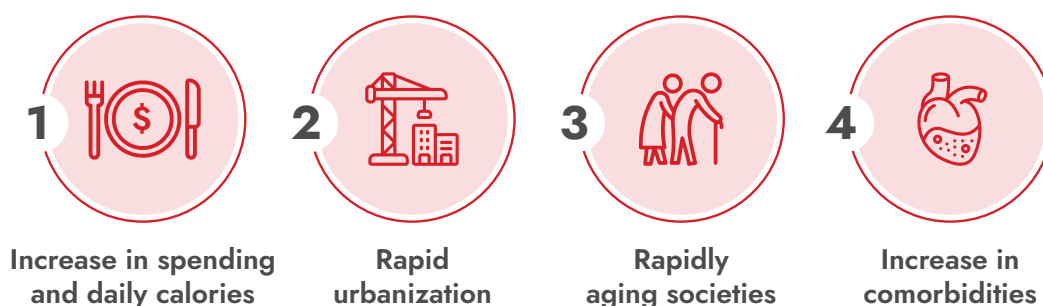 1
$
Increase in spending
and daily calories
2
Rapid
urbanization
3
Rapidly
aging societies
4
Increase in
comorbidities